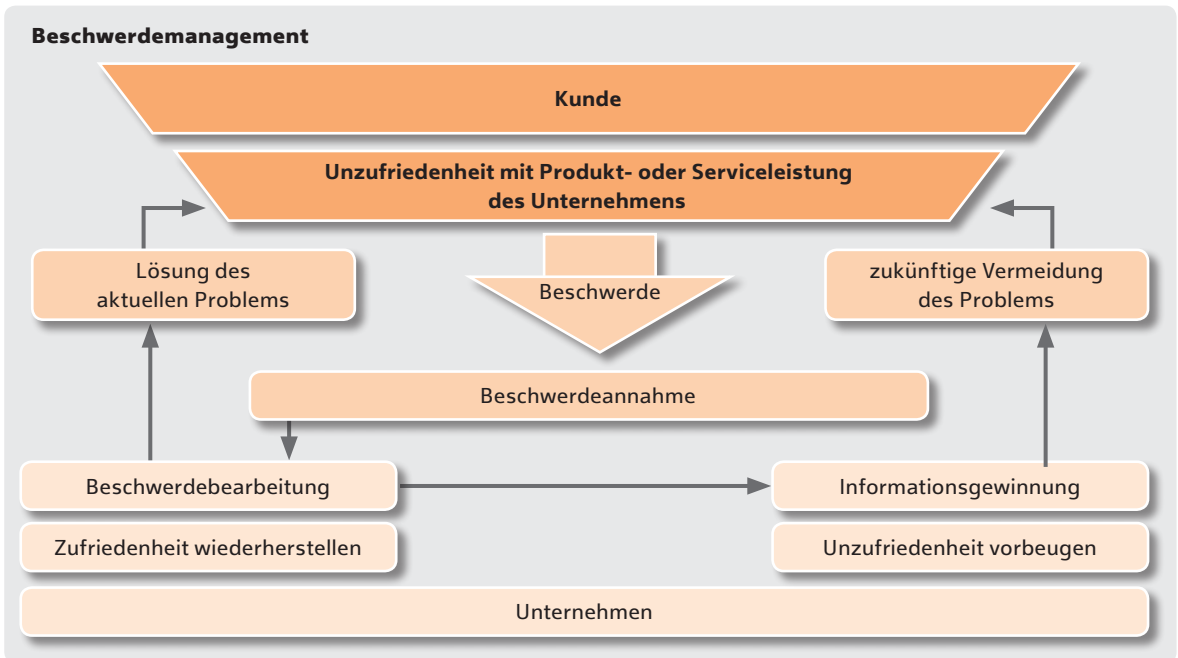 Beschwerdemanagement
Kunde
Unzufriedenheit mit Produkt- oder Serviceleistung
des Unternehmens
Lösung des
aktuellen Problems
Beschwerde
zukünftige Vermeidung
des Problems
Beschwerdeannahme
Beschwerdebearbeitung
Informationsgewinnung
Zufriedenheit wiederherstellen
Unzufriedenheit vorbeugen
Unternehmen